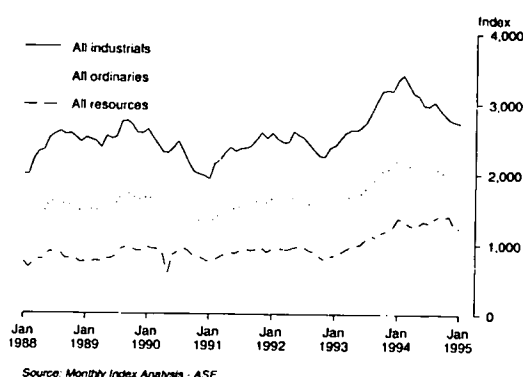 Index
4,000
All industrials
All ordinaries
All resources
3,000
2,000
1,000
0
Jan Jan Jan Jan Jan Jan Jan Jan
1988 1989 1990 1991 1992 1993 1994 1995
Source: Monthly Index Analysis - ASE